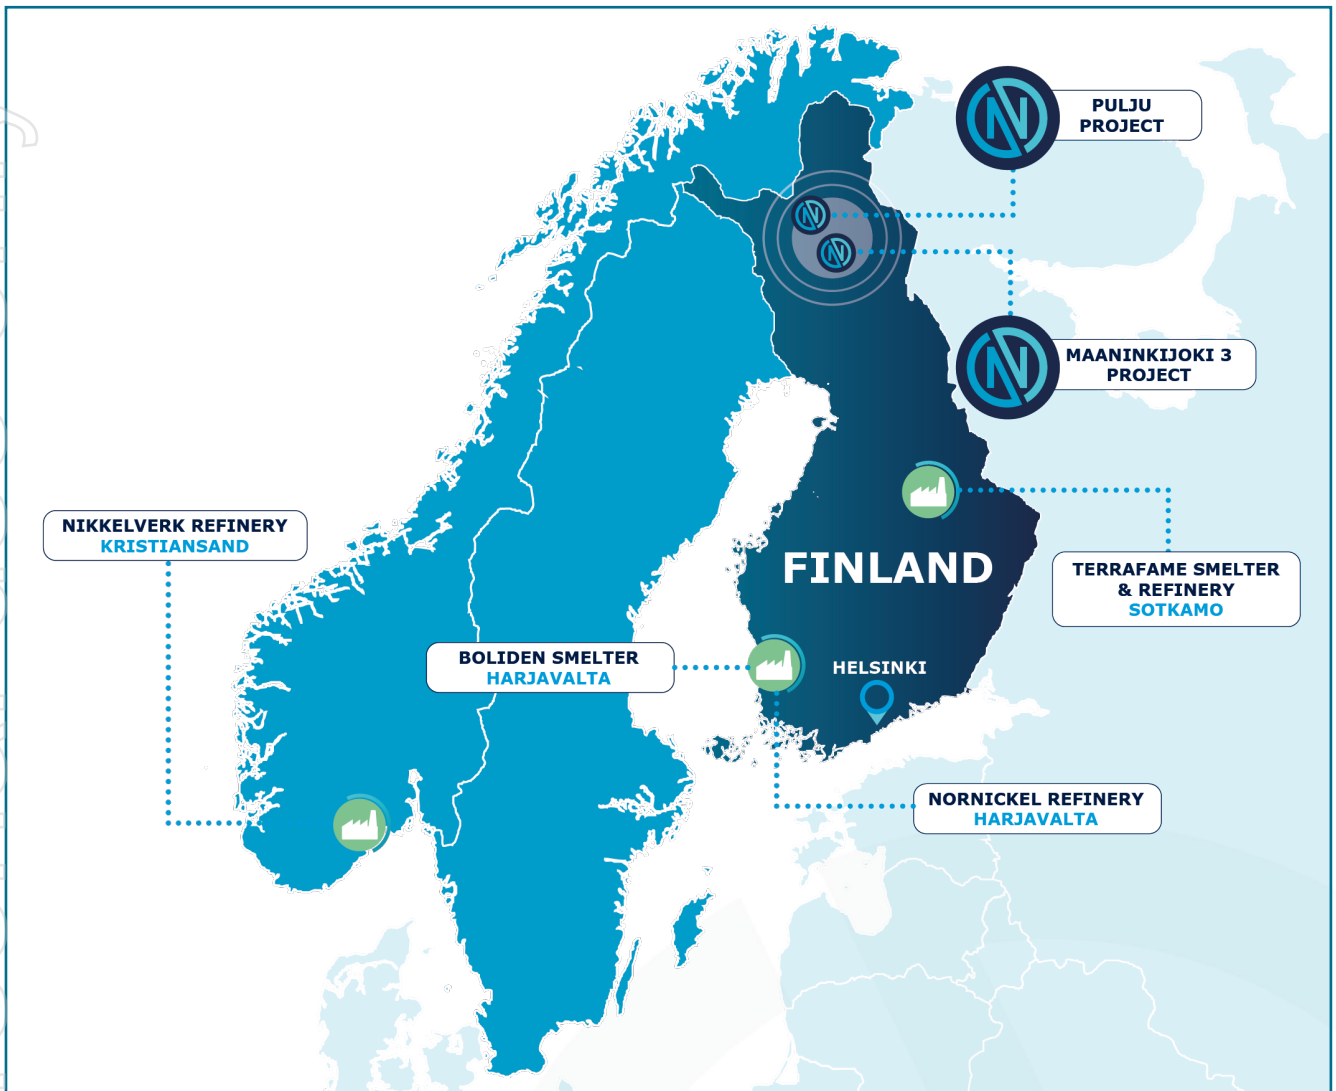 PULJU
PROJECT
MAANINKIJOKI 3
PROJECT
NIKKELVERK REFINERY
KRISTIANSAND
FINLAND
TERRAFAME SMELTER
& REFINERY
SOTKAMO
BOLIDEN SMELTER
HARJAVALTA
HELSINKI
NORNICKEL REFINERY
HARJAVALTA